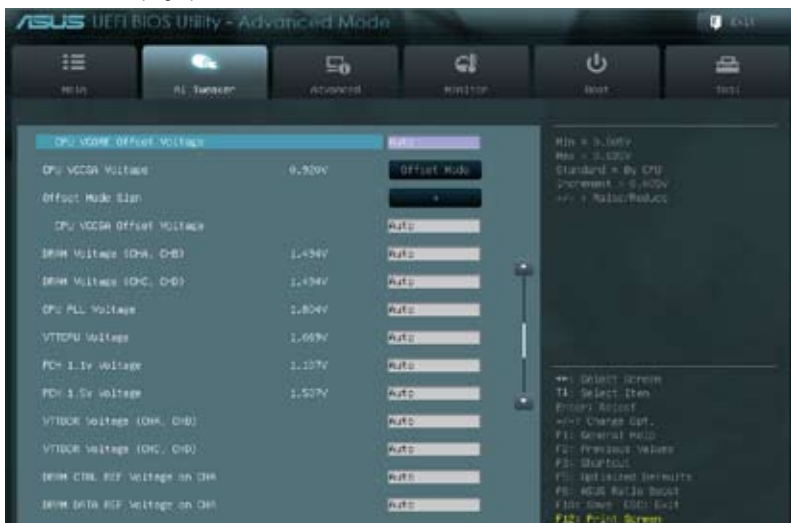 ASUS UEFI BIOS Utility - Advanced Mode
Exit
Main
Ai Tweaker
Advanced
Monitor
Boot
Tool
CPU VCORE Offset Voltage Auto
CPU VCCSA Voltage 0.920V Offset Mode
Offset Mode Sign +
CPU VCCSA Offset Voltage Auto
DRAM Voltage (CHA, CHB) 1.494V Auto
DRAM Voltage (CHC, CHD) 1.494V Auto
CPU PLL Voltage 1.804V Auto
VTTCPU Voltage Auto
PCH 1.1V Voltage Auto
PCH 1.5V Voltage Auto
VTTDDR Voltage (CHA, CHB) Auto
VTTDDR Voltage (CHC, CHD) Auto
DRAM CTRL REF Voltage on CHA Auto
DRAM DATA REF Voltage on CHA Auto
Standard = By CPU
+/- : Raise/Reduce
Select Screen
Select Item
Enter: Select
+/-: Change Opt.
F1: General Help
F2: Previous Values
F3: Shortcut
F5: Optimized Defaults
F6: ASUS Ratio Boost
F10: Save ESC: Exit
F12: Print Screen